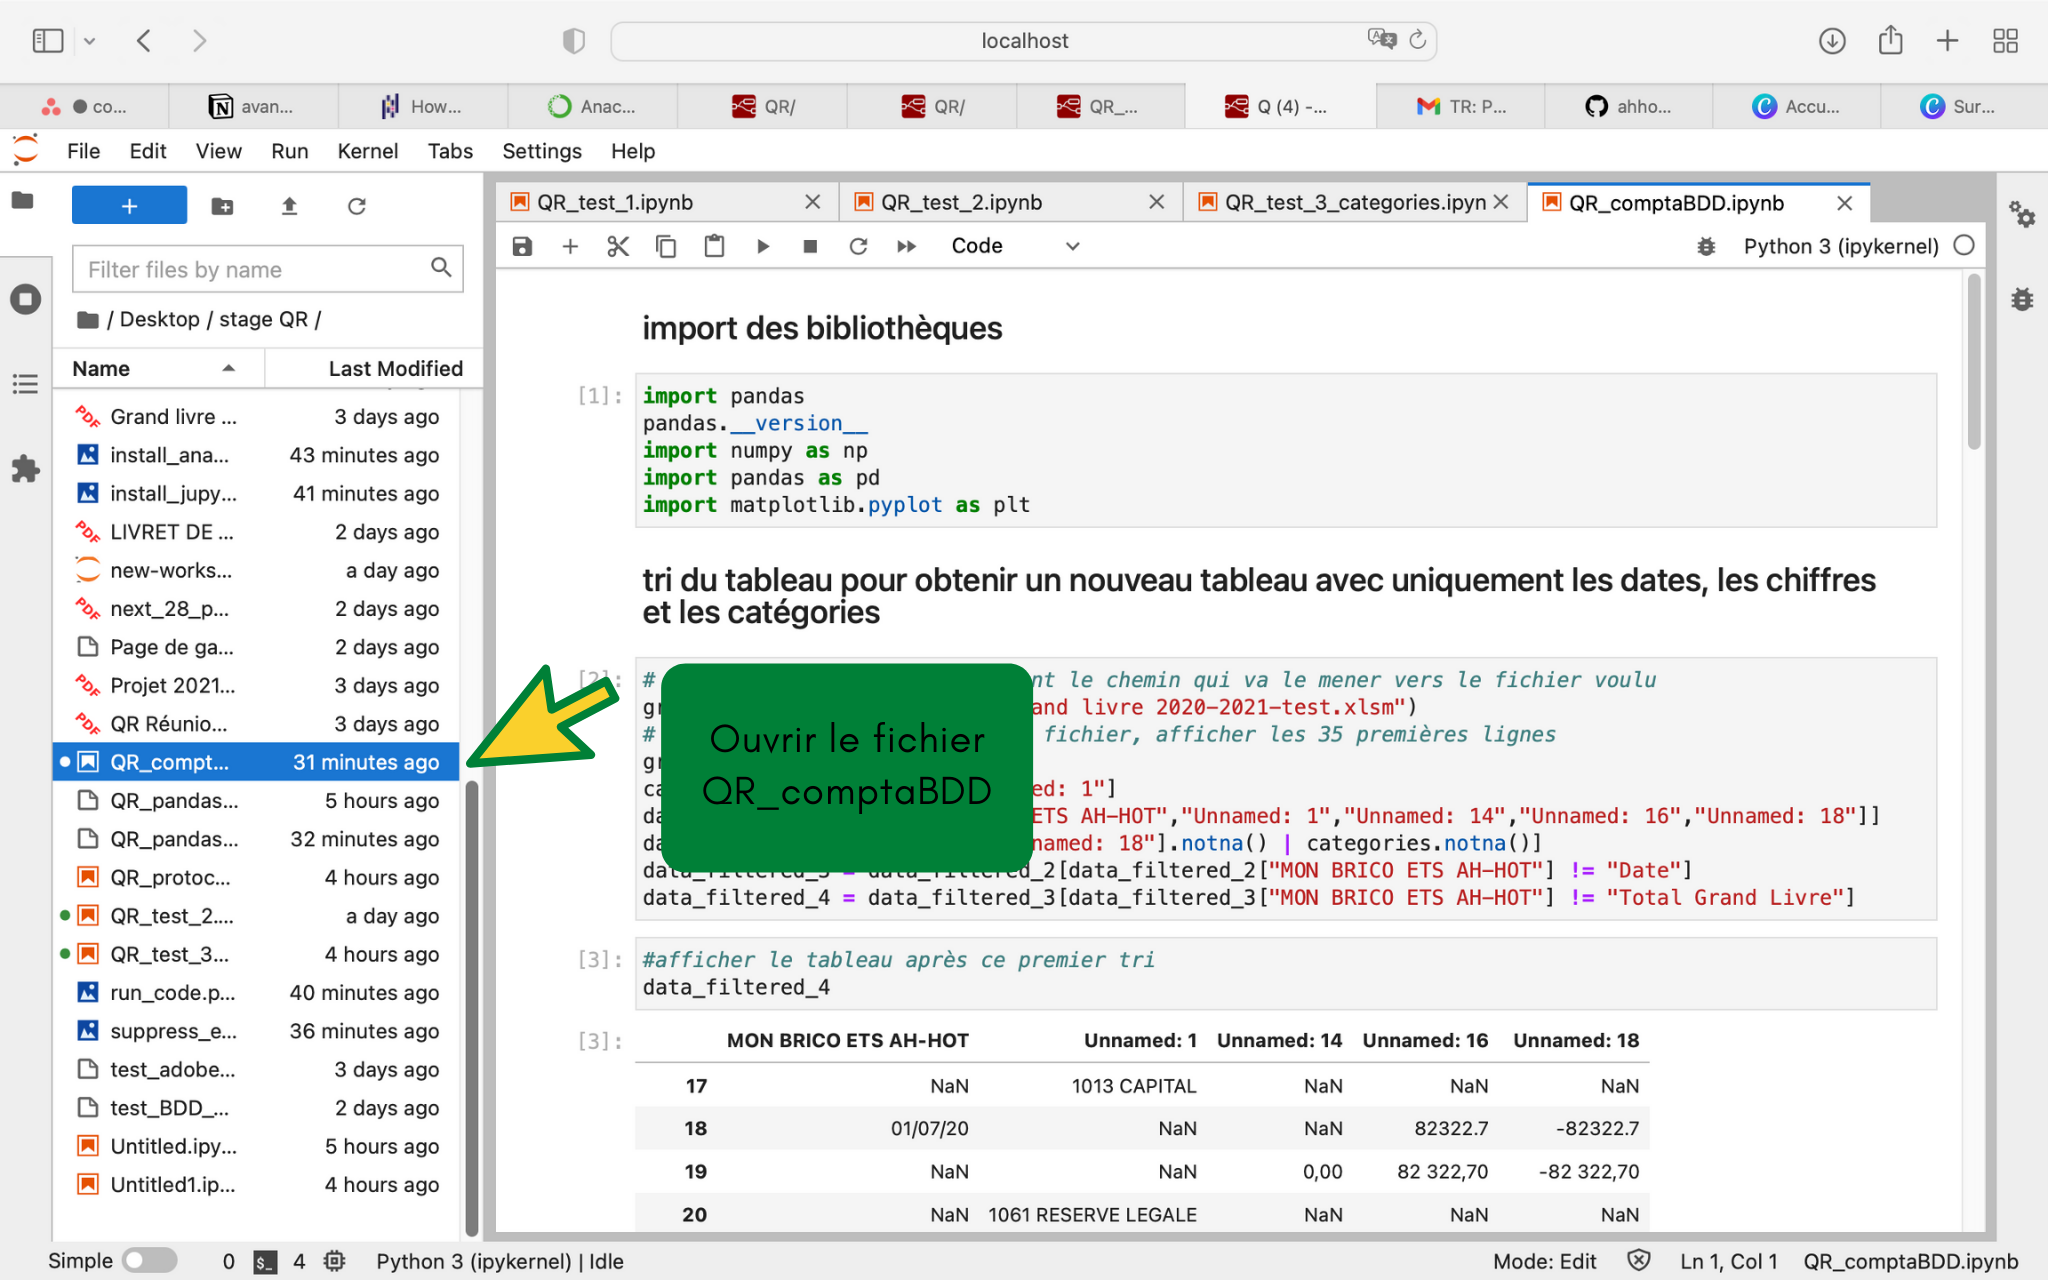 localhost
co...
avan...
How...
Anac...
QR/
QR/
QR_...
Q (4) -...
TR: P...
ahho...
Accu...
Sur...
File Edit View Run Kernel Tabs Settings Help
Filter files by name
/ Desktop / stage QR /
Name Last Modified
Grand livre ... 3 days ago
install_ana... 43 minutes ago
install_jupy... 41 minutes ago
LIVRET DE ... 2 days ago
new-works... a day ago
next_28_p... 2 days ago
Page de ga... 2 days ago
Projet 2021... 3 days ago
QR Réunio... 3 days ago
QR_compt... 31 minutes ago
QR_pandas... 5 hours ago
QR_pandas... 32 minutes ago
QR_protoc... 4 hours ago
QR_test_2.... a day ago
QR_test_3... 4 hours ago
run_code.p... 40 minutes ago
suppress_e... 36 minutes ago
test_adobe... 3 days ago
test_BDD_... 2 days ago
Untitled.ipy... 5 hours ago
Untitled1.ip... 4 hours ago
QR_test_1.ipynb
QR_test_2.ipynb
QR_test_3_categories.ipyn
QR_comptaBDD.ipynb
Code
Python 3 (ipykernel)
import des bibliothèques
[1]: import pandas
pandas.__version__
import numpy as np
import pandas as pd
import matplotlib.pyplot as plt
tri du tableau pour obtenir un nouveau tableau avec uniquement les dates, les chiffres
et les catégories
[2]: # nt le chemin qui va le mener vers le fichier voulu
gr and livre 2020-2021-test.xlsm")
# fichier, afficher les 35 premières lignes
gr
ca ed: 1"]
da ETS AH-HOT","Unnamed: 1","Unnamed: 14","Unnamed: 16","Unnamed: 18"]]
da named: 18"].notna() | categories.notna()]
data_filtered_3 = data_filtered_2[data_filtered_2["MON BRICO ETS AH-HOT"] != "Date"]
data_filtered_4 = data_filtered_3[data_filtered_3["MON BRICO ETS AH-HOT"] != "Total Grand Livre"]
Ouvrir le fichier
QR_comptaBDD
[3]: #afficher le tableau après ce premier tri
data_filtered_4
[3]: MON BRICO ETS AH-HOT Unnamed: 1 Unnamed: 14 Unnamed: 16 Unnamed: 18
17 NaN 1013 CAPITAL NaN NaN NaN
18 01/07/20 NaN NaN 82322.7 -82322.7
19 NaN NaN 0,00 82 322,70 -82 322,70
20 NaN 1061 RESERVE LEGALE NaN NaN NaN
Simple 0 $_ 4 Python 3 (ipykernel) | Idle
Mode: Edit Ln 1, Col 1 QR_comptaBDD.ipynb